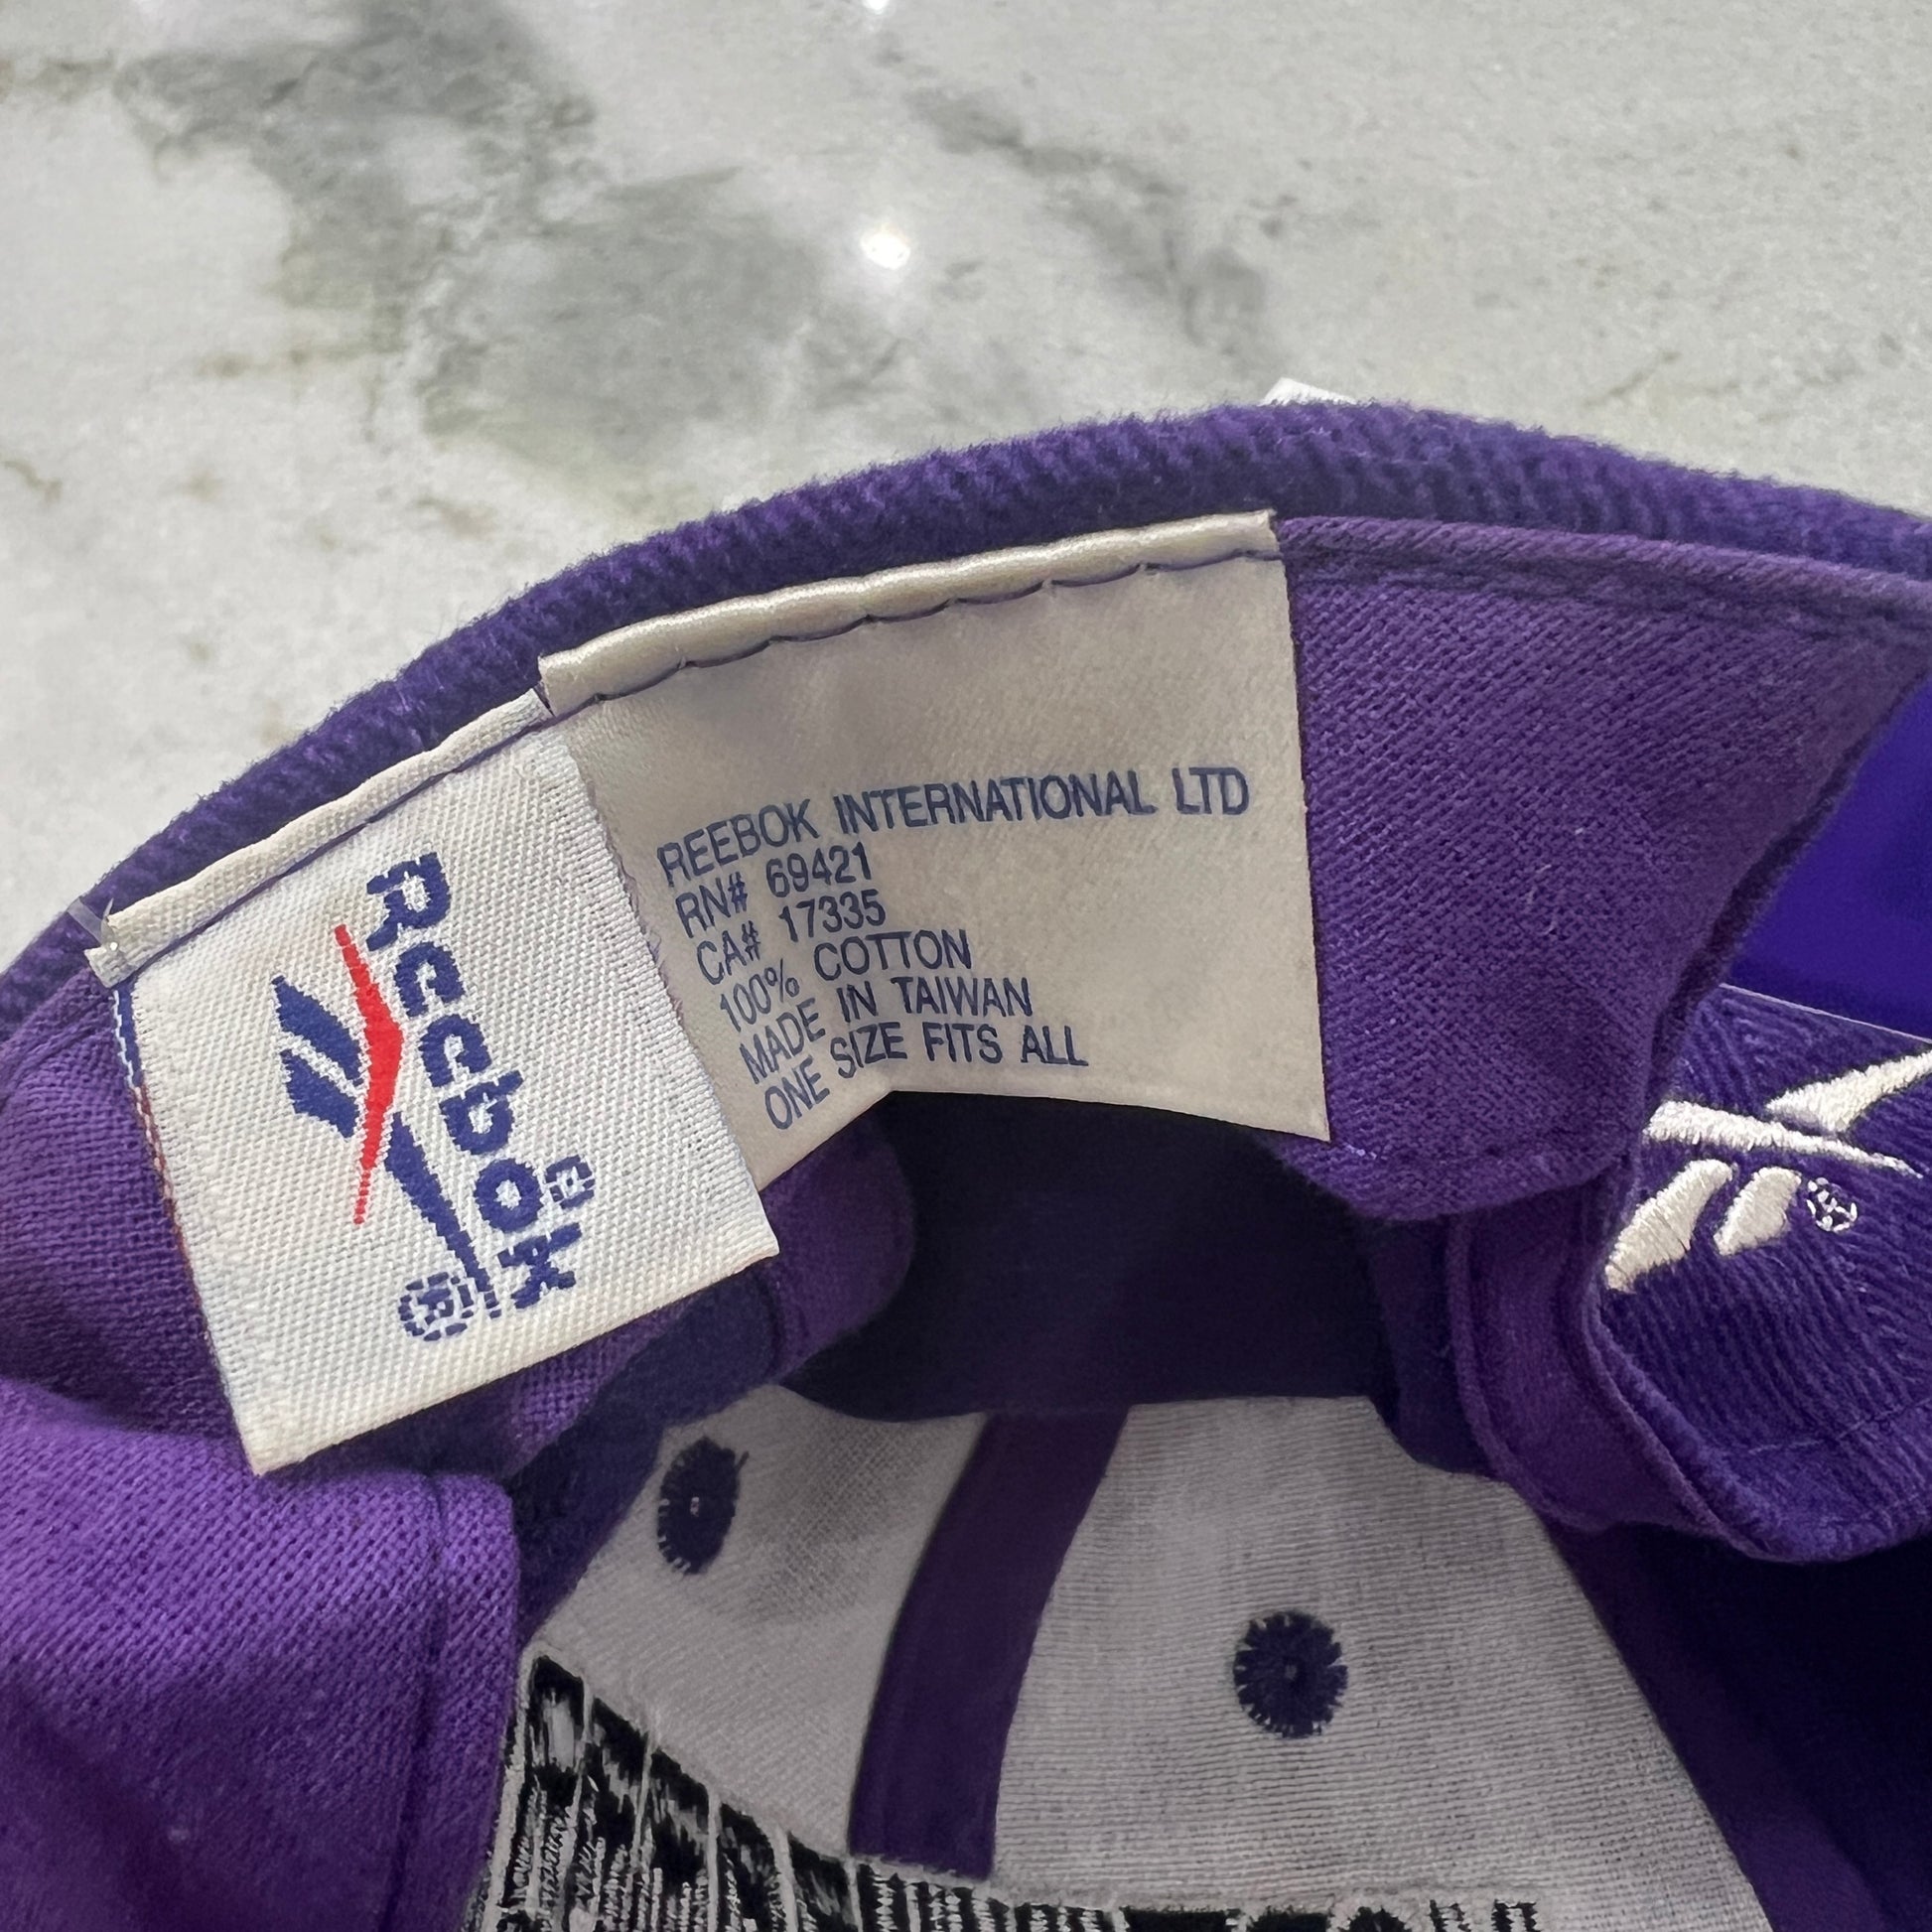 Reebok
REEBOK INTERNATIONAL LTD
RN# 69421
CA# 17335
100% COTTON
MADE IN TAIWAN
ONE SIZE FITS ALL